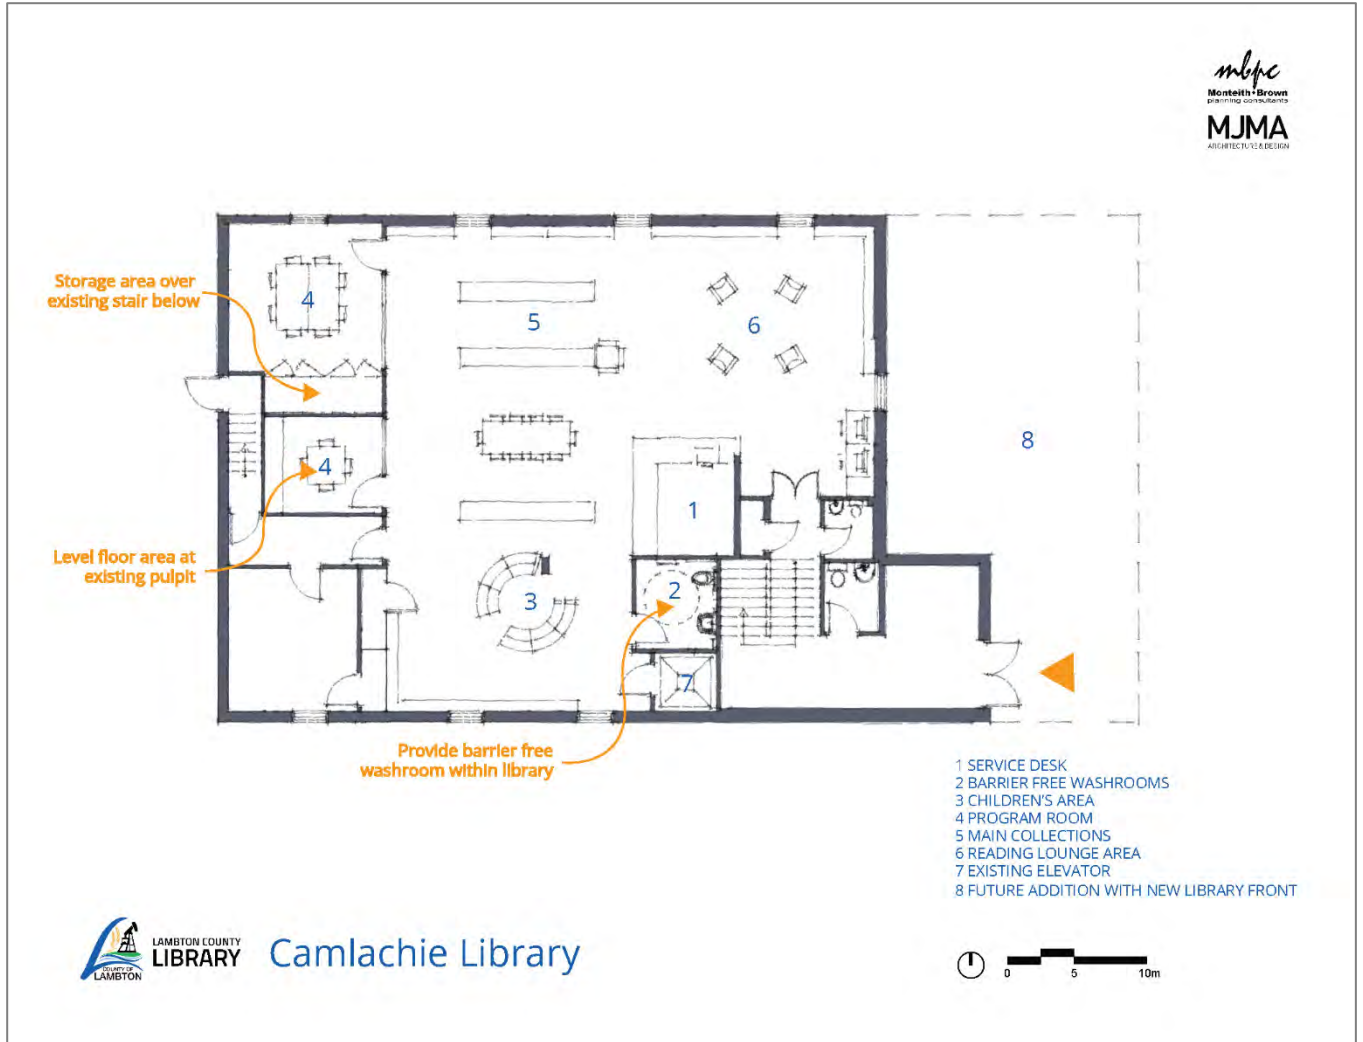 mbpc
Monteith+Brown
planning consultants
MJMA
ARCHITECTURE & DESIGN
Storage area over
existing stair below
4
5
6
8
4
1
Level floor area at
existing pulpit
2
3
7
Provide barrier free
washroom within library
1 SERVICE DESK
2 BARRIER FREE WASHROOMS
3 CHILDREN'S AREA
4 PROGRAM ROOM
5 MAIN COLLECTIONS
6 READING LOUNGE AREA
7 EXISTING ELEVATOR
8 FUTURE ADDITION WITH NEW LIBRARY FRONT
COUNTY OF
LAMBTON
LAMBTON COUNTY
LIBRARY
Camlachie Library
0 5 10m